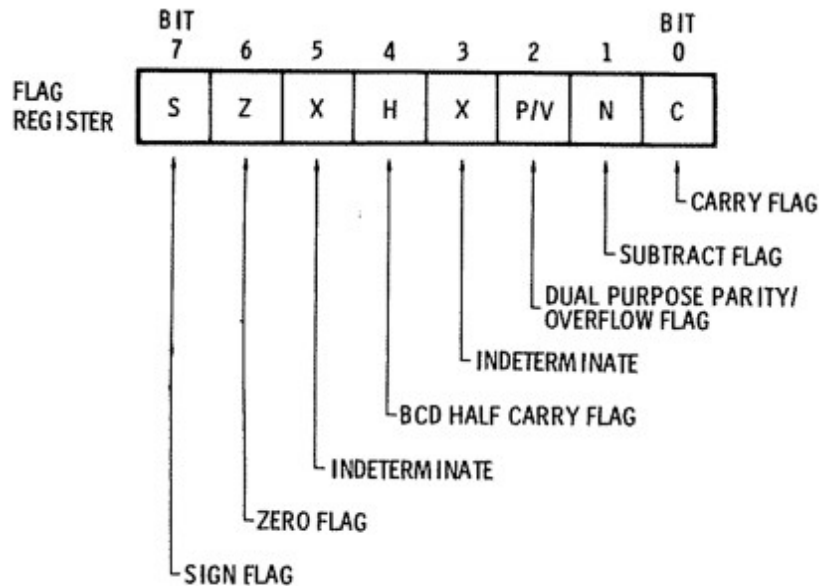 BIT BIT
7 6 5 4 3 2 1 0
FLAG
REGISTER
S Z X H X P/V N C
CARRY FLAG
SUBTRACT FLAG
DUAL PURPOSE PARITY/
OVERFLOW FLAG
INDETERMINATE
BCD HALF CARRY FLAG
INDETERMINATE
ZERO FLAG
SIGN FLAG